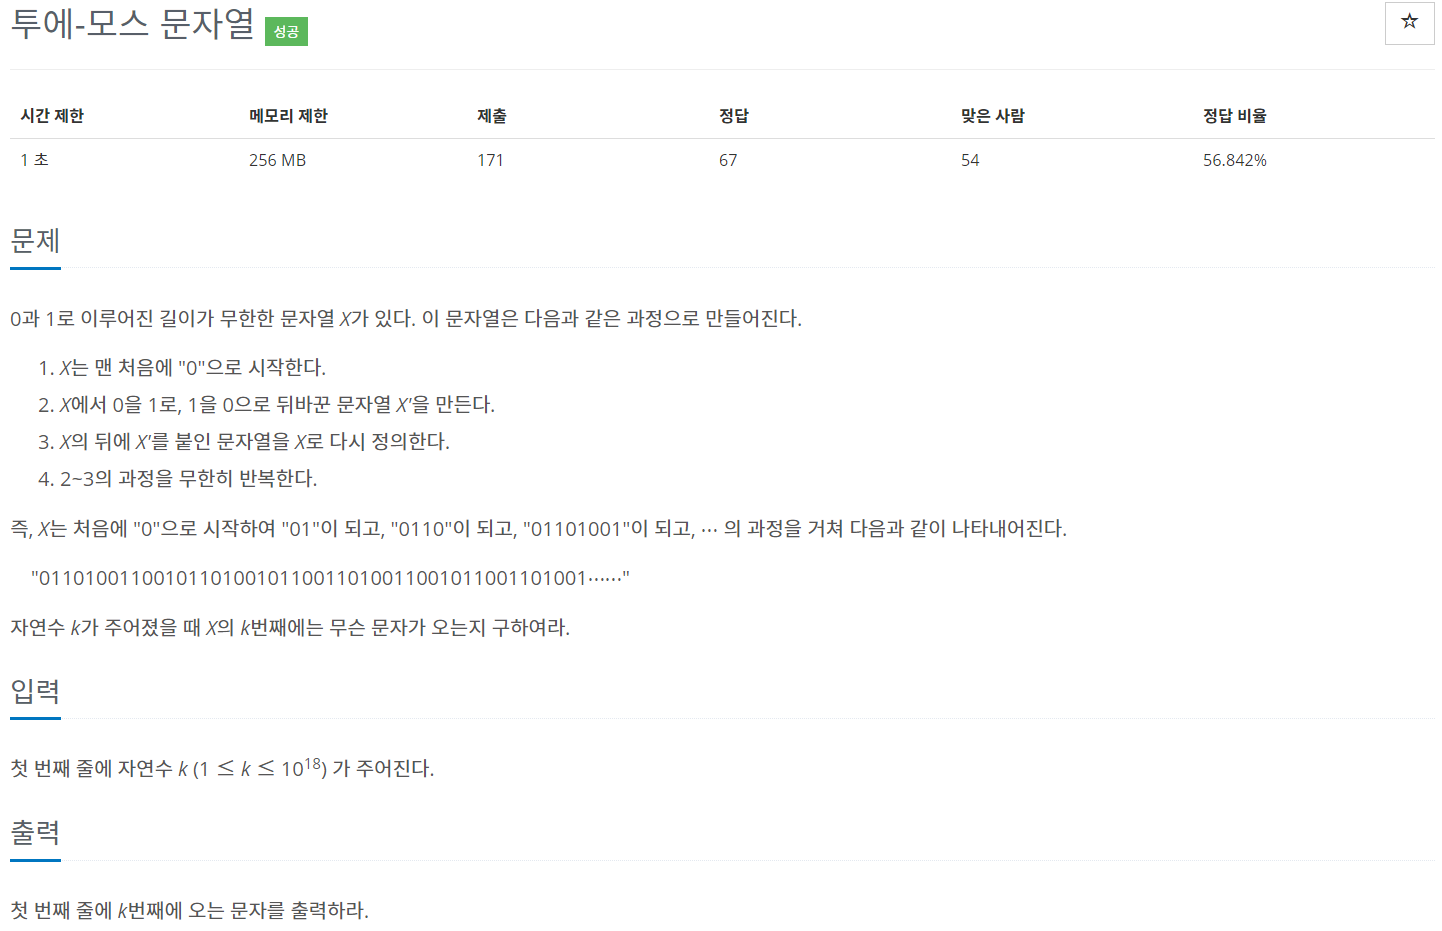 투에-모스 문자열 성공 ☆
시간 제한 메모리 제한 제출 정답 맞은 사람 정답 비율
1 초 256 MB 171 67 54 56.842%
문제
0과 1로 이루어진 길이가 무한한 문자열 X가 있다. 이 문자열은 다음과 같은 과정으로 만들어진다.
1. X는 맨 처음에 "0"으로 시작한다.
2. X에서 0을 1로, 1을 0으로 뒤바꾼 문자열 X'을 만든다.
3. X의 뒤에 X'를 붙인 문자열을 X로 다시 정의한다.
4. 2~3의 과정을 무한히 반복한다.
즉, X는 처음에 "0"으로 시작하여 "01"이 되고, "0110"이 되고, "01101001"이 되고, ⋯ 의 과정을 거쳐 다음과 같이 나타내어진다.
"011010011001011010010110011010011001011001101001⋯⋯"
자연수 k가 주어졌을 때 X의 k번째에는 무슨 문자가 오는지 구하여라.
입력
첫 번째 줄에 자연수 k (1 ≤ k ≤ 10^18) 가 주어진다.
출력
첫 번째 줄에 k번째에 오는 문자를 출력하라.